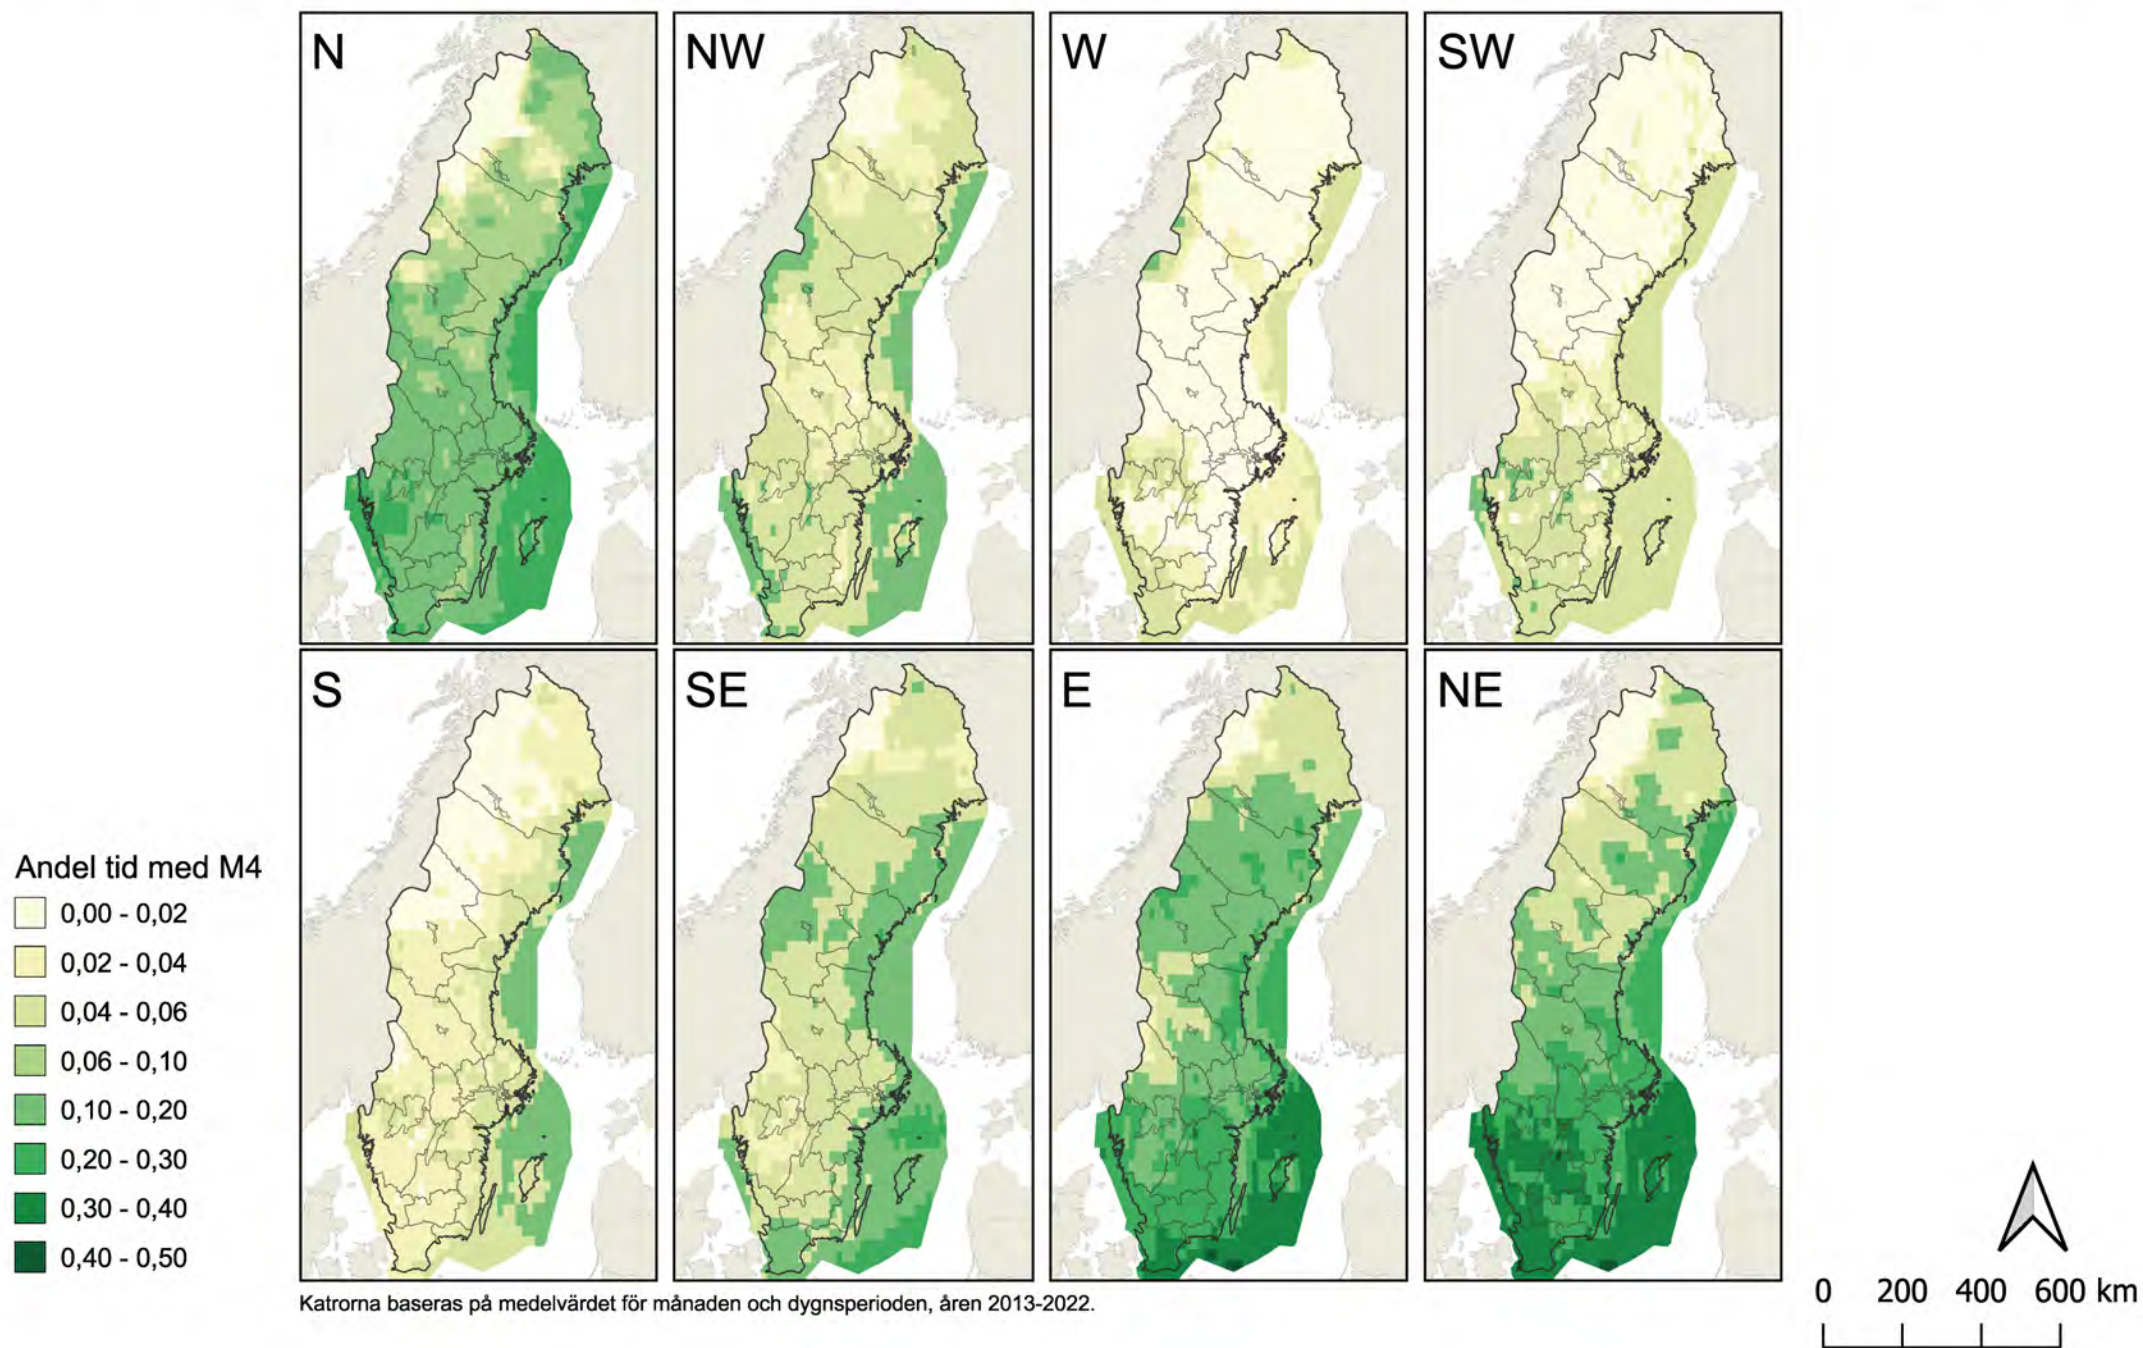 N
NW
W
SW
S
SE
E
NE
Andel tid med M4
0,00 - 0,02
0,02 - 0,04
0,04 - 0,06
0,06 - 0,10
0,10 - 0,20
0,20 - 0,30
0,30 - 0,40
0,40 - 0,50
Katrorna baseras på medelvärdet för månaden och dygnsperioden, åren 2013-2022.
0 200 400 600 km